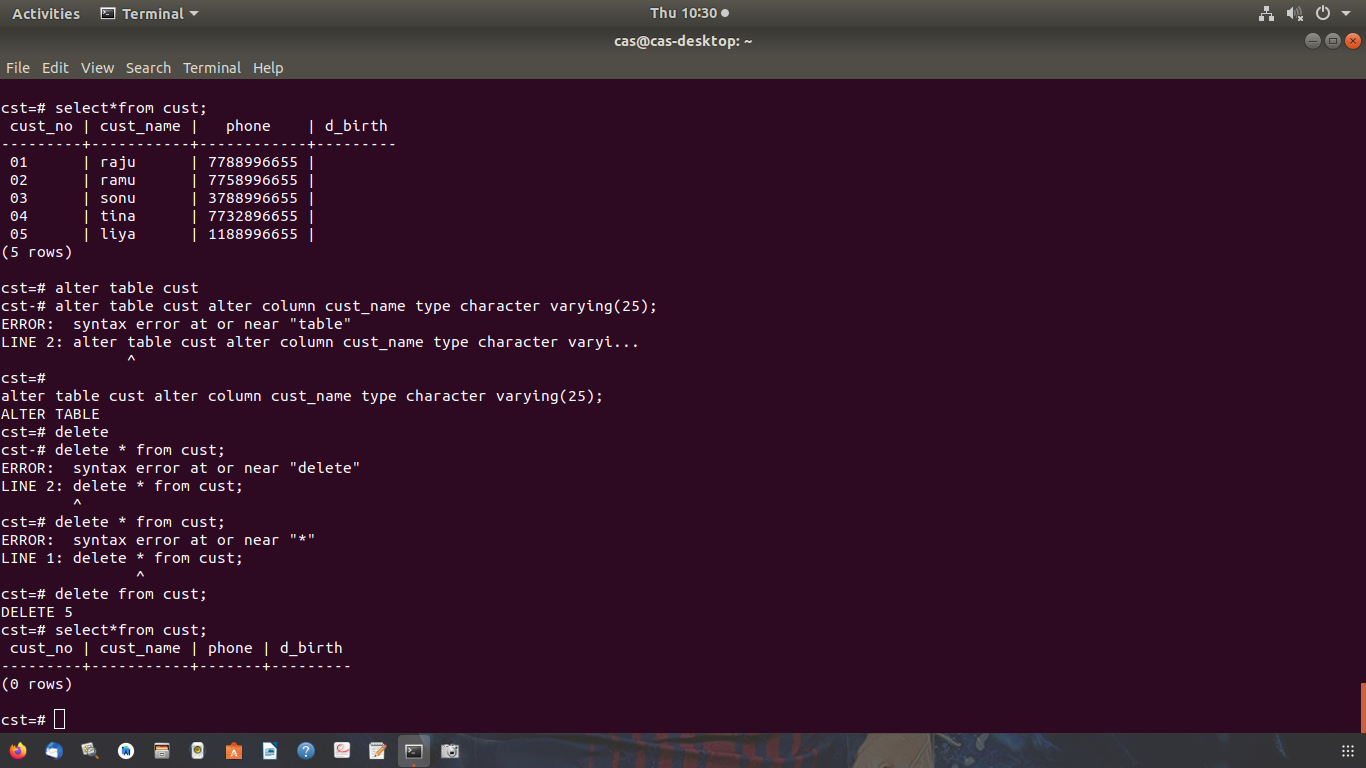 Activities Terminal Thu 10:30
cas@cas-desktop: ~
File Edit View Search Terminal Help
cst=# select*from cust;
 cust_no | cust_name |   phone    | d_birth
---------+-----------+------------+---------
 01      | raju      | 7788996655 |
 02      | ramu      | 7758996655 |
 03      | sonu      | 3788996655 |
 04      | tina      | 7732896655 |
 05      | liya      | 1188996655 |
(5 rows)
cst=# alter table cust
cst-# alter table cust alter column cust_name type character varying(25);
ERROR:  syntax error at or near "table"
LINE 2: alter table cust alter column cust_name type character varyi...
              ^
cst=#
alter table cust alter column cust_name type character varying(25);
ALTER TABLE
cst=# delete
cst-# delete * from cust;
ERROR:  syntax error at or near "delete"
LINE 2: delete * from cust;
        ^
cst=# delete * from cust;
ERROR:  syntax error at or near "*"
LINE 1: delete * from cust;
               ^
cst=# delete from cust;
DELETE 5
cst=# select*from cust;
 cust_no | cust_name | phone | d_birth
---------+-----------+-------+---------
(0 rows)
cst=#